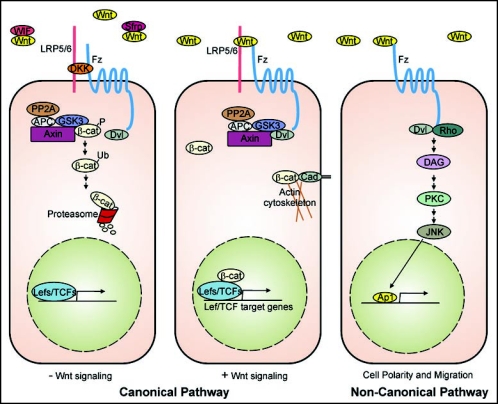 WIF
Wnt
Wnt
Sfrp
Wnt
LRP5/6
Fz
DKK
PP2A
APC
GSK3
P
Axin
β-cat
Dvl
Ub
β-cat
β-cat
Proteasome
Lefs/TCFs
- Wnt signaling
Wnt
Wnt
Wnt
LRP5/6
Fz
PP2A
APC
GSK3
Axin
Dvl
β-cat
β-cat
Cad
Actin
cytoskeleton
β-cat
Lefs/TCFs
Lef/TCF target genes
+ Wnt signaling
Canonical Pathway
Wnt
Wnt
Wnt
Fz
Dvl
Rho
DAG
PKC
JNK
Ap1
Cell Polarity and Migration
Non-Canonical Pathway